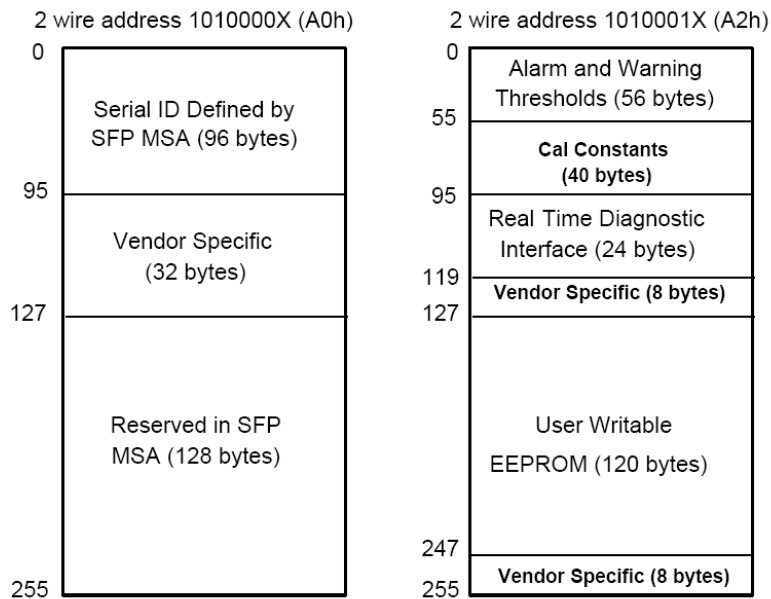 2 wire address 1010000X (A0h)
0
Serial ID Defined by
SFP MSA (96 bytes)
95
Vendor Specific
(32 bytes)
127
Reserved in SFP
MSA (128 bytes)
255
2 wire address 1010001X (A2h)
0
Alarm and Warning
Thresholds (56 bytes)
55
Cal Constants
(40 bytes)
95
Real Time Diagnostic
Interface (24 bytes)
119
Vendor Specific (8 bytes)
127
User Writable
EEPROM (120 bytes)
247
Vendor Specific (8 bytes)
255